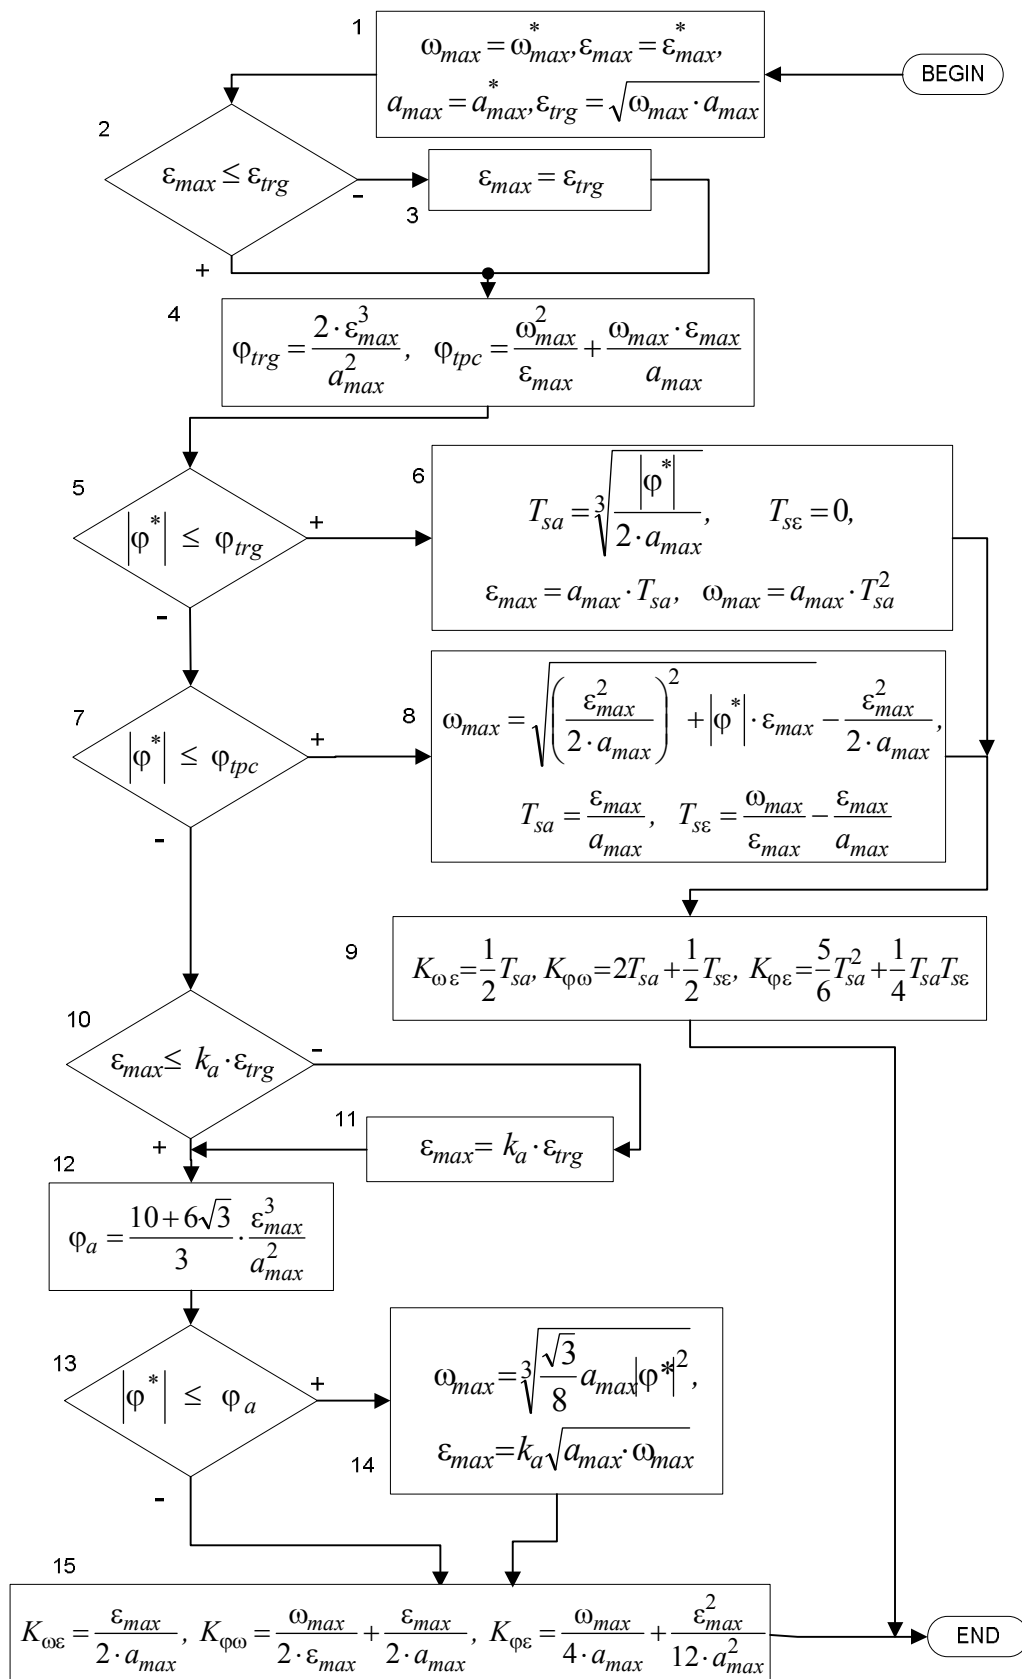 1
ω_max = ω*_max, ε_max = ε*_max,
a_max = a*_max, ε_trg = √(ω_max · a_max)
BEGIN
2
ε_max ≤ ε_trg
-
+
3
ε_max = ε_trg
4
φ_trg = (2 · ε³_max)/(a²_max), φ_tpc = ω²_max/ε_max + (ω_max · ε_max)/a_max
5
|φ*| ≤ φ_trg
+
-
6
T_sa = ∛(|φ*|/(2 · a_max)), T_sε = 0,
ε_max = a_max · T_sa, ω_max = a_max · T²_sa
7
|φ*| ≤ φ_tpc
+
-
8
ω_max = √((ε²_max/(2 · a_max))² + |φ*| · ε_max) − ε²_max/(2 · a_max),
T_sa = ε_max/a_max, T_sε = ω_max/ε_max − ε_max/a_max
9
K_ωε = 1/2 T_sa, K_φω = 2T_sa + 1/2 T_sε, K_φε = 5/6 T²_sa + 1/4 T_sa T_sε
10
ε_max ≤ k_a · ε_trg
-
+
11
ε_max = k_a · ε_trg
12
φ_a = (10 + 6√3)/3 · ε³_max/a²_max
13
|φ*| ≤ φ_a
+
-
14
ω_max = ∛(√3/8 a_max |φ*|²),
ε_max = k_a √(a_max · ω_max)
15
K_ωε = ε_max/(2 · a_max), K_φω = ω_max/(2 · ε_max) + ε_max/(2 · a_max), K_φε = ω_max/(4 · a_max) + ε²_max/(12 · a²_max)
END